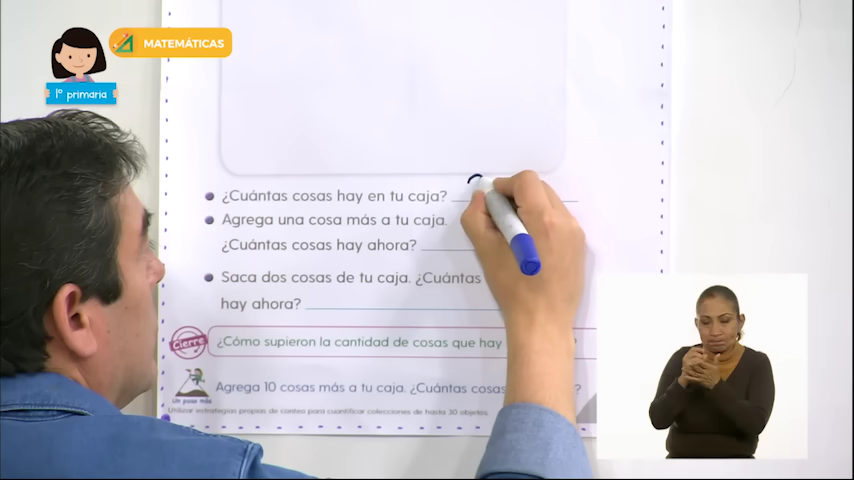 MATEMÁTICAS
1° primaria
¿Cuántas cosas hay en tu caja?
Agrega una cosa más a tu caja.
¿Cuántas cosas hay ahora?
Saca dos cosas de tu caja. ¿Cuántas
hay ahora?
Cierre
¿Cómo supieron la cantidad de cosas que hay
Agrega 10 cosas más a tu caja. ¿Cuántas cosas ?
Un paso más
Utilizar estrategias propias de conteo para cuantificar colecciones de hasta 30 objetos.